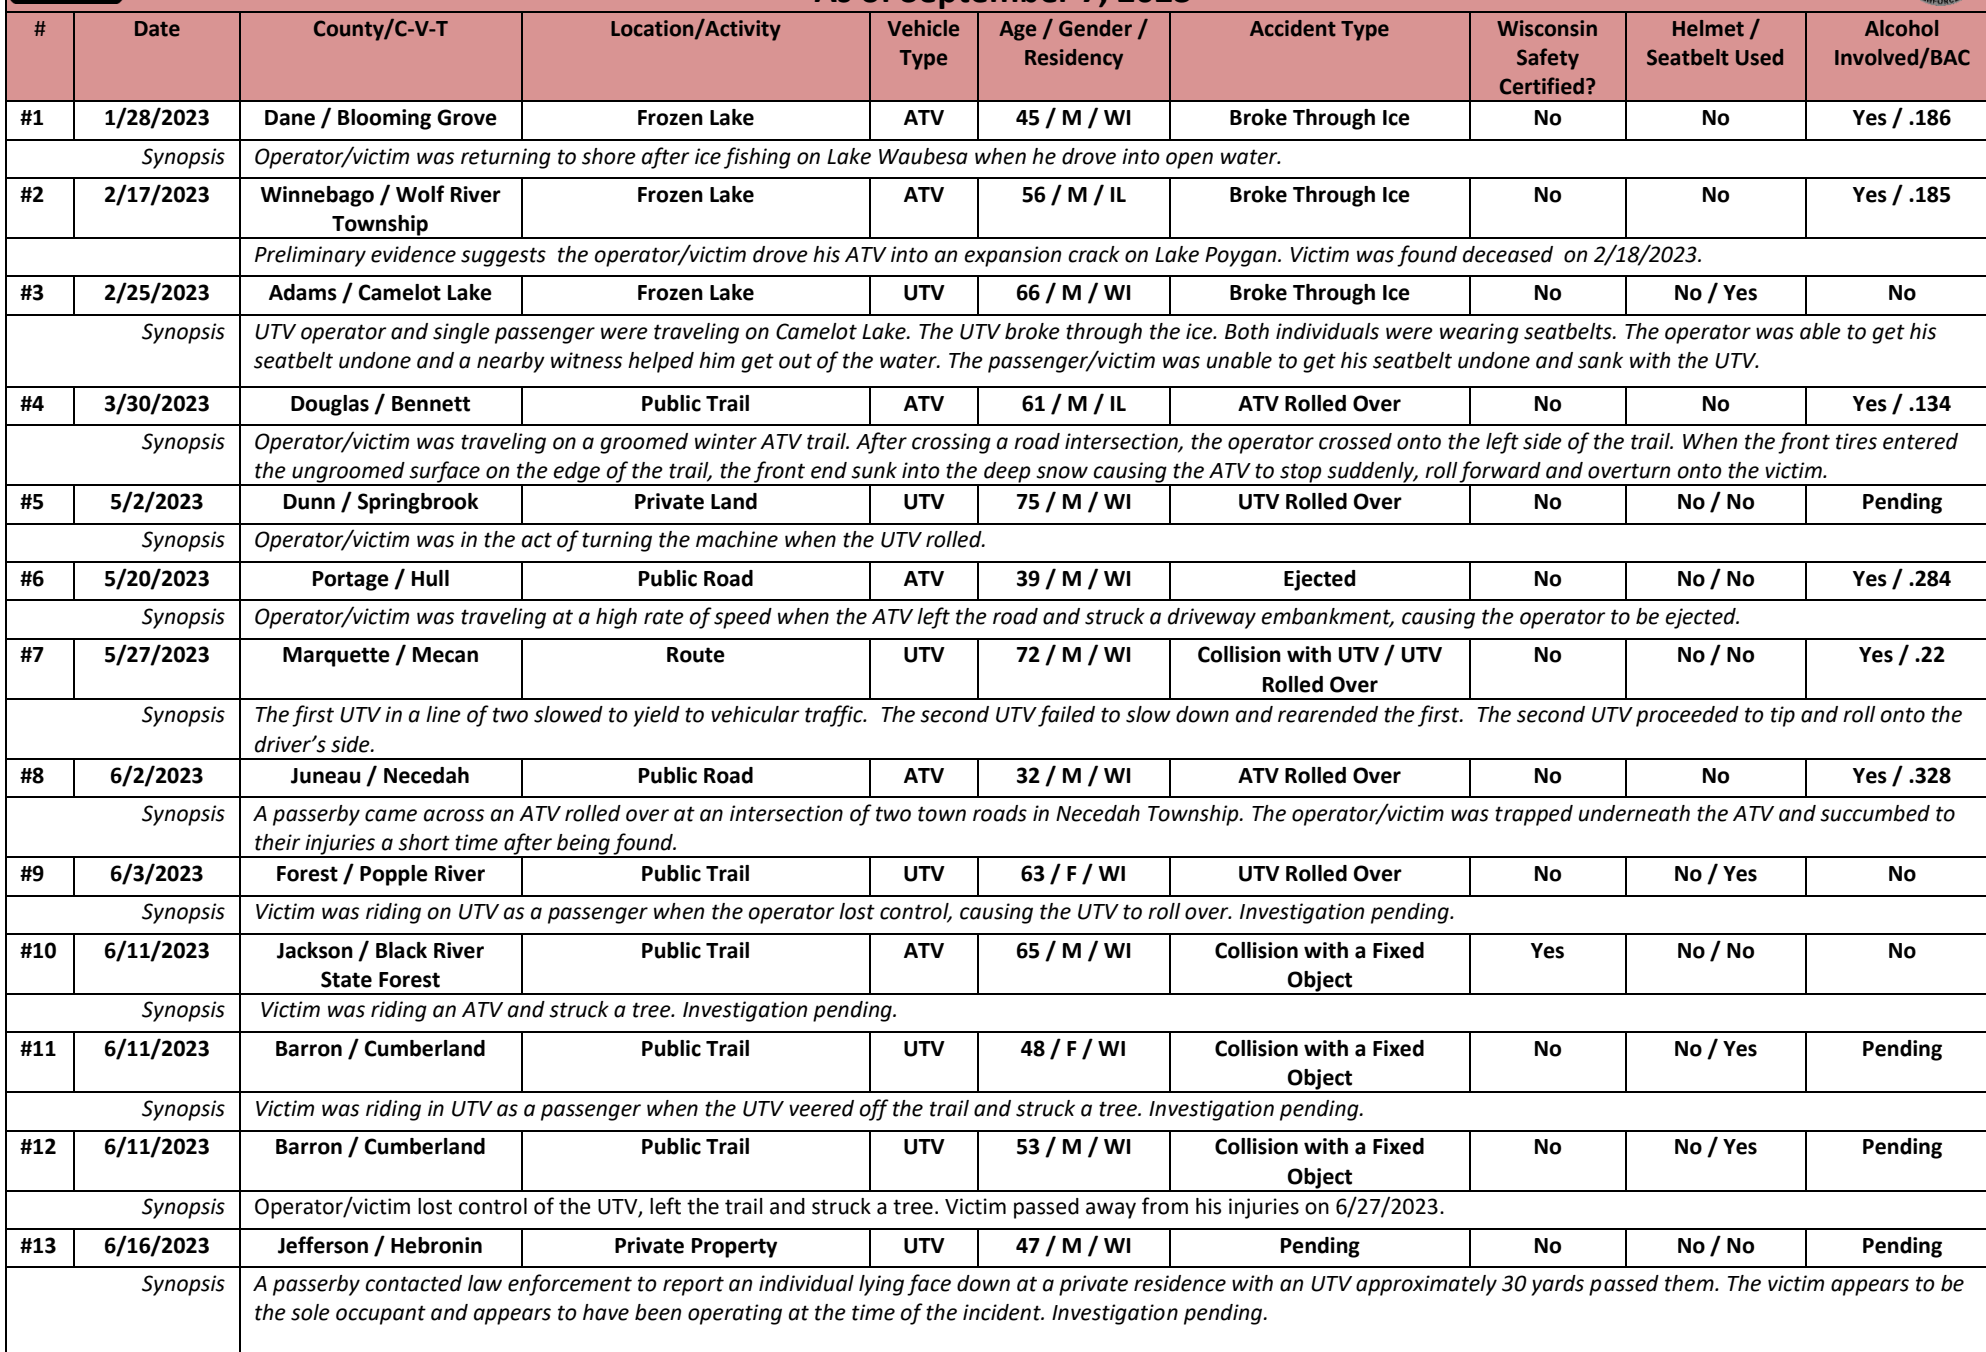 As of September 7, 2023
# Date County/C-V-T Location/Activity Vehicle Type Age / Gender / Residency Accident Type Wisconsin Safety Certified? Helmet / Seatbelt Used Alcohol Involved/BAC
#1 1/28/2023 Dane / Blooming Grove Frozen Lake ATV 45 / M / WI Broke Through Ice No No Yes / .186
Synopsis Operator/victim was returning to shore after ice fishing on Lake Waubesa when he drove into open water.
#2 2/17/2023 Winnebago / Wolf River Township Frozen Lake ATV 56 / M / IL Broke Through Ice No No Yes / .185
Preliminary evidence suggests the operator/victim drove his ATV into an expansion crack on Lake Poygan. Victim was found deceased on 2/18/2023.
#3 2/25/2023 Adams / Camelot Lake Frozen Lake UTV 66 / M / WI Broke Through Ice No No / Yes No
Synopsis UTV operator and single passenger were traveling on Camelot Lake. The UTV broke through the ice. Both individuals were wearing seatbelts. The operator was able to get his
seatbelt undone and a nearby witness helped him get out of the water. The passenger/victim was unable to get his seatbelt undone and sank with the UTV.
#4 3/30/2023 Douglas / Bennett Public Trail ATV 61 / M / IL ATV Rolled Over No No Yes / .134
Synopsis Operator/victim was traveling on a groomed winter ATV trail. After crossing a road intersection, the operator crossed onto the left side of the trail. When the front tires entered
the ungroomed surface on the edge of the trail, the front end sunk into the deep snow causing the ATV to stop suddenly, roll forward and overturn onto the victim.
#5 5/2/2023 Dunn / Springbrook Private Land UTV 75 / M / WI UTV Rolled Over No No / No Pending
Synopsis Operator/victim was in the act of turning the machine when the UTV rolled.
#6 5/20/2023 Portage / Hull Public Road ATV 39 / M / WI Ejected No No / No Yes / .284
Synopsis Operator/victim was traveling at a high rate of speed when the ATV left the road and struck a driveway embankment, causing the operator to be ejected.
#7 5/27/2023 Marquette / Mecan Route UTV 72 / M / WI Collision with UTV / UTV Rolled Over No No / No Yes / .22
Synopsis The first UTV in a line of two slowed to yield to vehicular traffic. The second UTV failed to slow down and rearended the first. The second UTV proceeded to tip and roll onto the
driver’s side.
#8 6/2/2023 Juneau / Necedah Public Road ATV 32 / M / WI ATV Rolled Over No No Yes / .328
Synopsis A passerby came across an ATV rolled over at an intersection of two town roads in Necedah Township. The operator/victim was trapped underneath the ATV and succumbed to
their injuries a short time after being found.
#9 6/3/2023 Forest / Popple River Public Trail UTV 63 / F / WI UTV Rolled Over No No / Yes No
Synopsis Victim was riding on UTV as a passenger when the operator lost control, causing the UTV to roll over. Investigation pending.
#10 6/11/2023 Jackson / Black River State Forest Public Trail ATV 65 / M / WI Collision with a Fixed Object Yes No / No No
Synopsis Victim was riding an ATV and struck a tree. Investigation pending.
#11 6/11/2023 Barron / Cumberland Public Trail UTV 48 / F / WI Collision with a Fixed Object No No / Yes Pending
Synopsis Victim was riding in UTV as a passenger when the UTV veered off the trail and struck a tree. Investigation pending.
#12 6/11/2023 Barron / Cumberland Public Trail UTV 53 / M / WI Collision with a Fixed Object No No / Yes Pending
Synopsis Operator/victim lost control of the UTV, left the trail and struck a tree. Victim passed away from his injuries on 6/27/2023.
#13 6/16/2023 Jefferson / Hebronin Private Property UTV 47 / M / WI Pending No No / No Pending
Synopsis A passerby contacted law enforcement to report an individual lying face down at a private residence with an UTV approximately 30 yards passed them. The victim appears to be
the sole occupant and appears to have been operating at the time of the incident. Investigation pending.